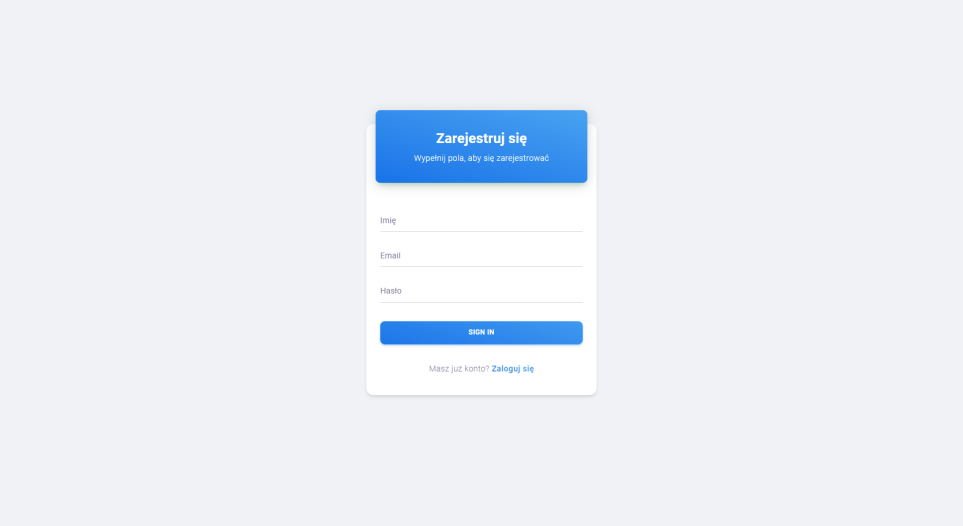 Zarejestruj się
Wypełnij pola, aby się zarejestrować
Imię
Email
Hasło
SIGN IN
Masz już konto? Zaloguj się